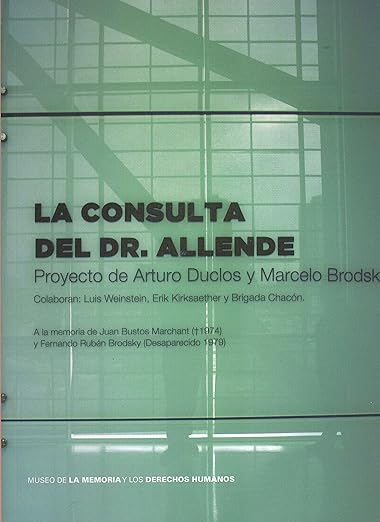 LA CONSULTA
DEL DR. ALLENDE
Proyecto de Arturo Duclos y Marcelo Brodsk
Colaboran: Luis Weinstein, Erik Kirksaether y Brigada Chacón.
A la memoria de Juan Bustos Marchant (†1974)
y Fernando Rubén Brodsky (Desaparecido 1979)
MUSEO DE LA MEMORIA Y LOS DERECHOS HUMANOS